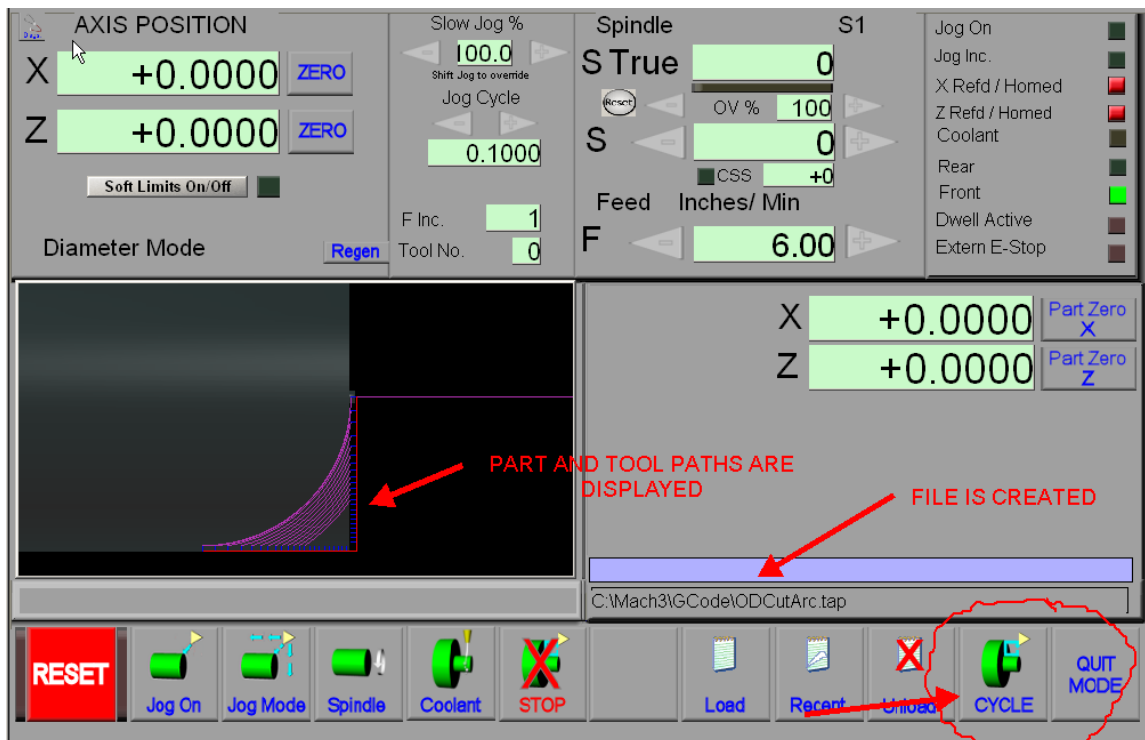 AXIS POSITION
X +0.0000 ZERO
Z +0.0000 ZERO
Soft Limits On/Off
Diameter Mode
Regen
Slow Jog %
100.0
Shift Jog to override
Jog Cycle
0.1000
F Inc. 1
Tool No. 0
Spindle S1
S True 0
Reset
OV % 100
S 0
CSS +0
Feed Inches/ Min
F 6.00
Jog On
Jog Inc.
X Refd / Homed
Z Refd / Homed
Coolant
Rear
Front
Dwell Active
Extern E-Stop
X +0.0000 Part Zero
X
Z +0.0000 Part Zero
Z
PART AND TOOL PATHS ARE
DISPLAYED
FILE IS CREATED
C:\Mach3\GCode\ODCutArc.tap
RESET
Jog On
Jog Mode
Spindle
Coolant
STOP
Load
Recent
Unload
CYCLE
QUIT
MODE